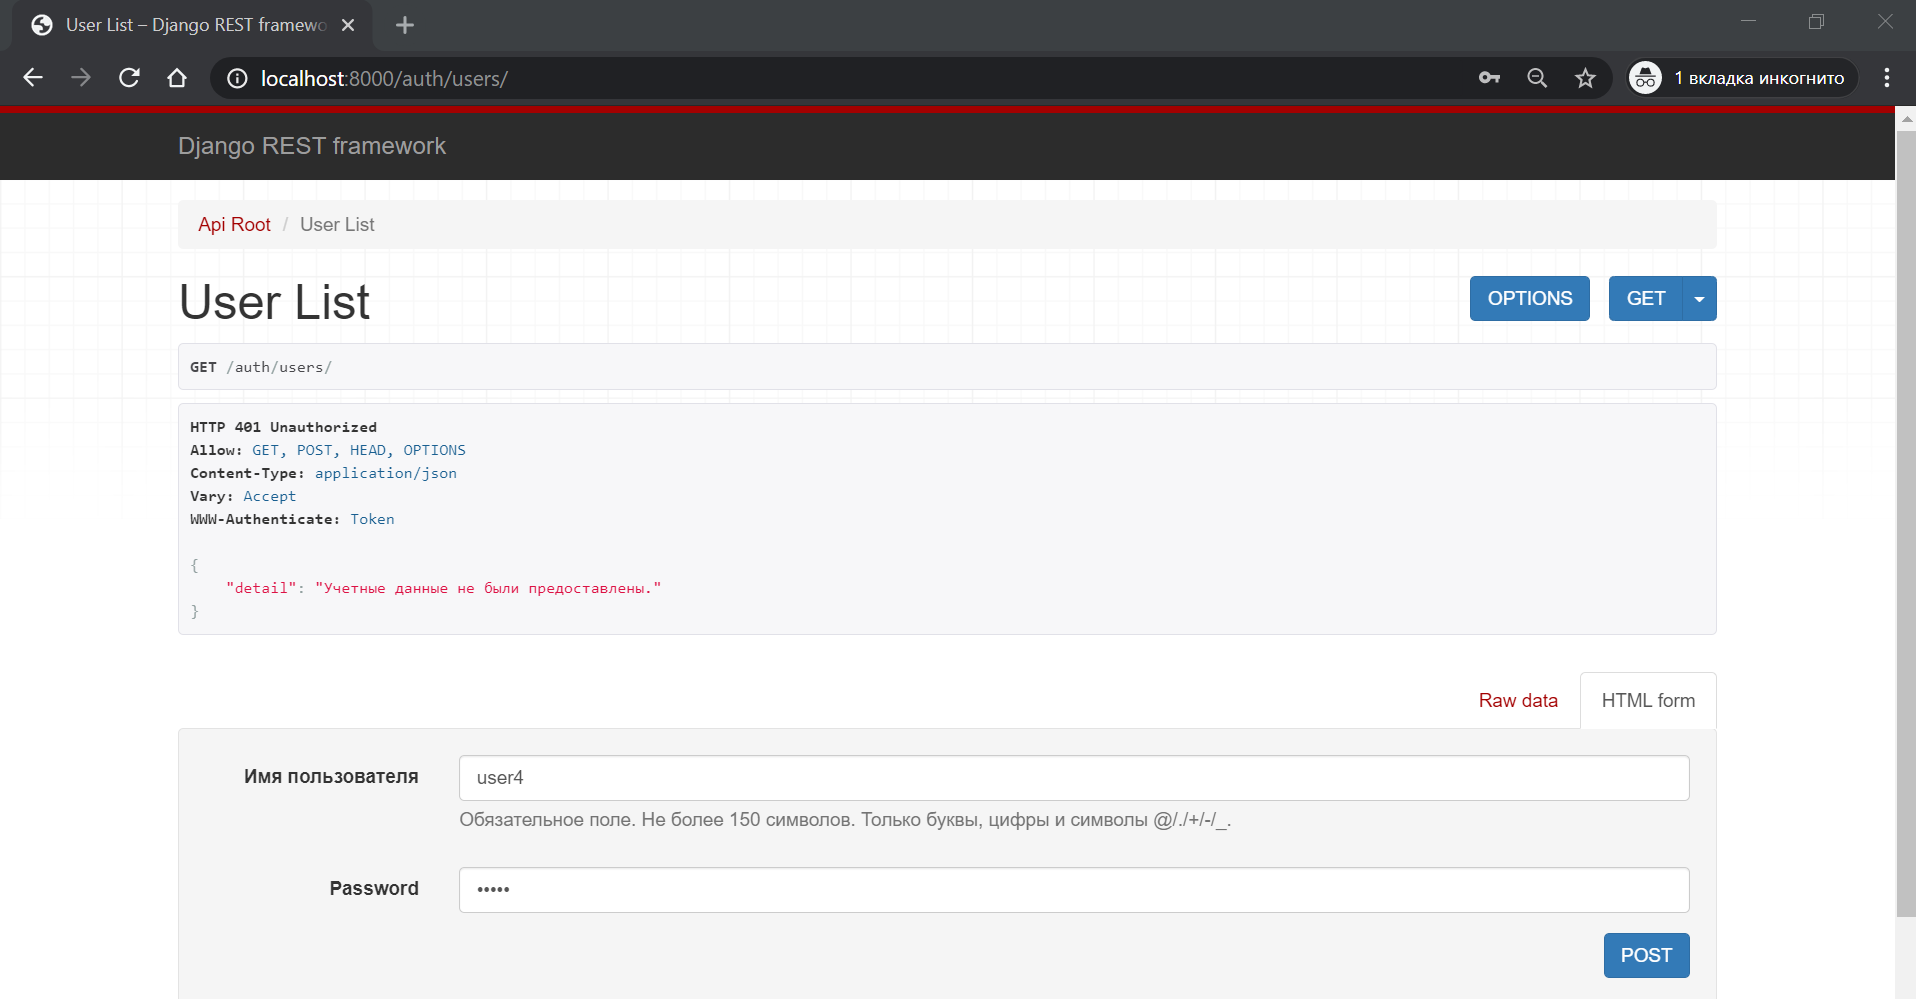 User List – Django REST framewo
localhost:8000/auth/users/
1 вкладка инкогнито
Django REST framework
Api Root / User List
User List
OPTIONS
GET
GET /auth/users/
HTTP 401 Unauthorized
Allow: GET, POST, HEAD, OPTIONS
Content-Type: application/json
Vary: Accept
WWW-Authenticate: Token
{
"detail": "Учетные данные не были предоставлены."
}
Raw data
HTML form
Имя пользователя
user4
Обязательное поле. Не более 150 символов. Только буквы, цифры и символы @/./+/-/_.
Password
•••••
POST